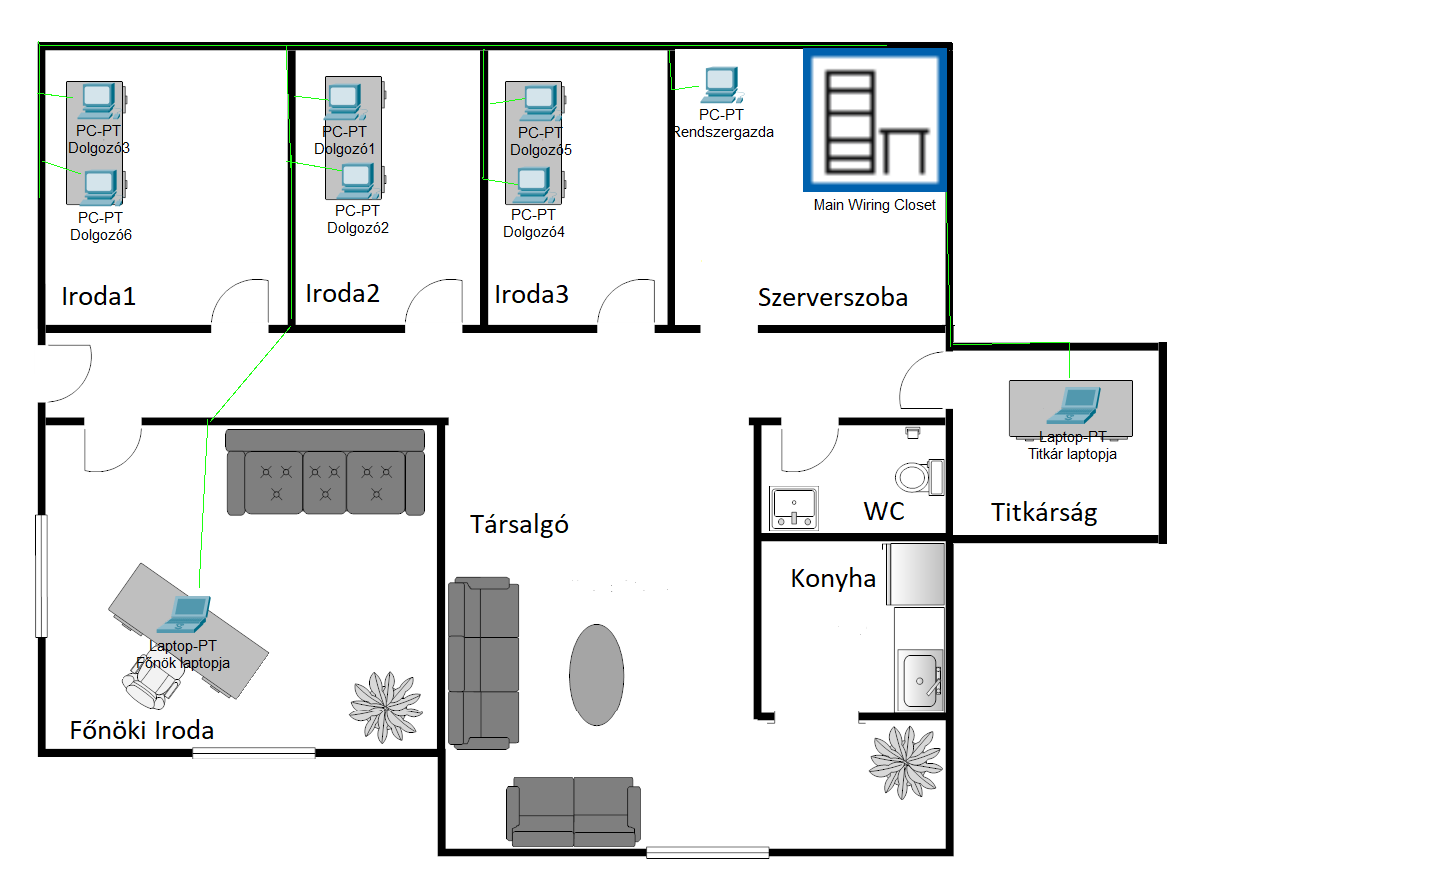 PC-PT
Dolgozó3
PC-PT
Dolgozó6
Iroda1
PC-PT
Dolgozó1
PC-PT
Dolgozó2
Iroda2
PC-PT
Dolgozó5
PC-PT
Dolgozó4
Iroda3
PC-PT
Rendszergazda
Main Wiring Closet
Szerverszoba
Laptop-PT
Titkár laptopja
Titkárság
WC
Társalgó
Konyha
Laptop-PT
Főnök laptopja
Főnöki Iroda